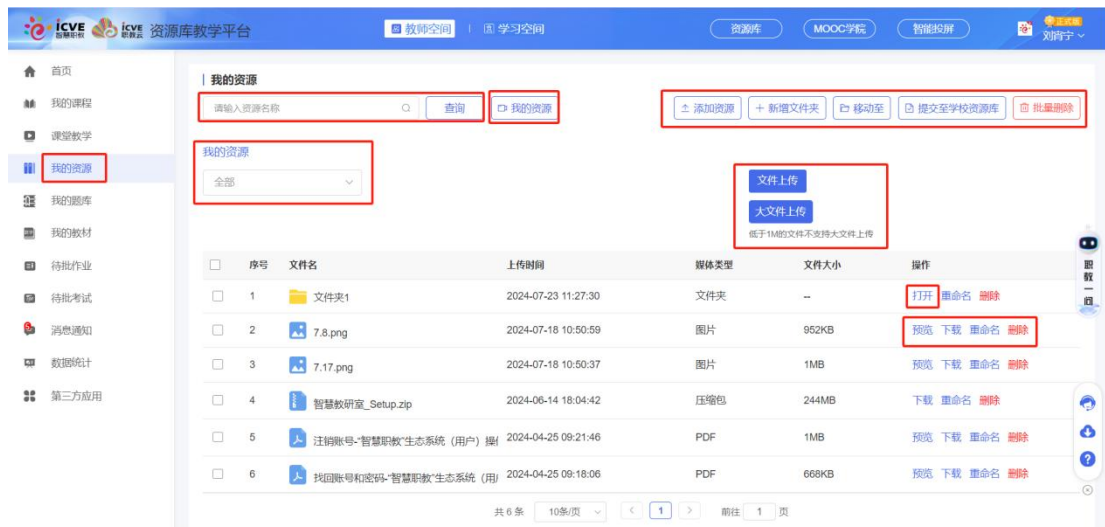 icve 智慧职教 icve 职教云 资源库教学平台 教师空间 学习空间 资源库 MOOC学院 智能投屏 正式版 刘宵宁
首页
我的课程
课堂教学
我的资源
我的题库
我的教材
待批作业
待批考试
消息通知
数据统计
第三方应用
我的资源
请输入资源名称 查询 我的资源 添加资源 新增文件夹 移动至 提交至学校资源库 批量删除
我的资源
全部
文件上传
大文件上传
低于1M的文件不支持大文件上传
序号 文件名 上传时间 媒体类型 文件大小 操作
1 文件夹1 2024-07-23 11:27:30 文件夹 -- 打开 重命名 删除
2 7.8.png 2024-07-18 10:50:59 图片 952KB 预览 下载 重命名 删除
3 7.17.png 2024-07-18 10:50:37 图片 1MB 预览 下载 重命名 删除
4 智慧教研室_Setup.zip 2024-06-14 18:04:42 压缩包 244MB 下载 重命名 删除
5 注销账号-“智慧职教”生态系统（用户）操 2024-04-25 09:21:46 PDF 1MB 预览 下载 重命名 删除
6 找回账号和密码-“智慧职教”生态系统（用 2024-04-25 09:18:06 PDF 668KB 预览 下载 重命名 删除
共 6 条 10条/页 1 前往 1 页
职教一问